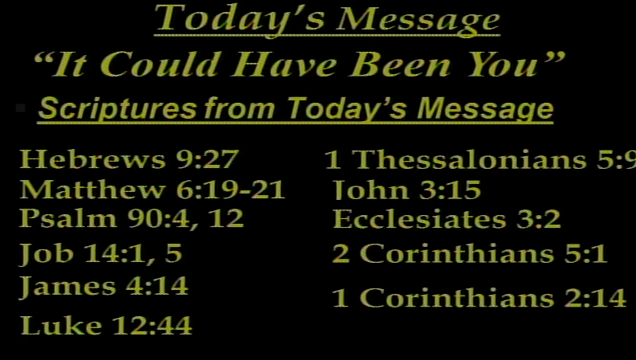 Today's Message
“It Could Have Been You”
Scriptures from Today's Message
Hebrews 9:27
Matthew 6:19-21
Psalm 90:4, 12
Job 14:1, 5
James 4:14
Luke 12:44
1 Thessalonians 5:9
John 3:15
Ecclesiates 3:2
2 Corinthians 5:1
1 Corinthians 2:14